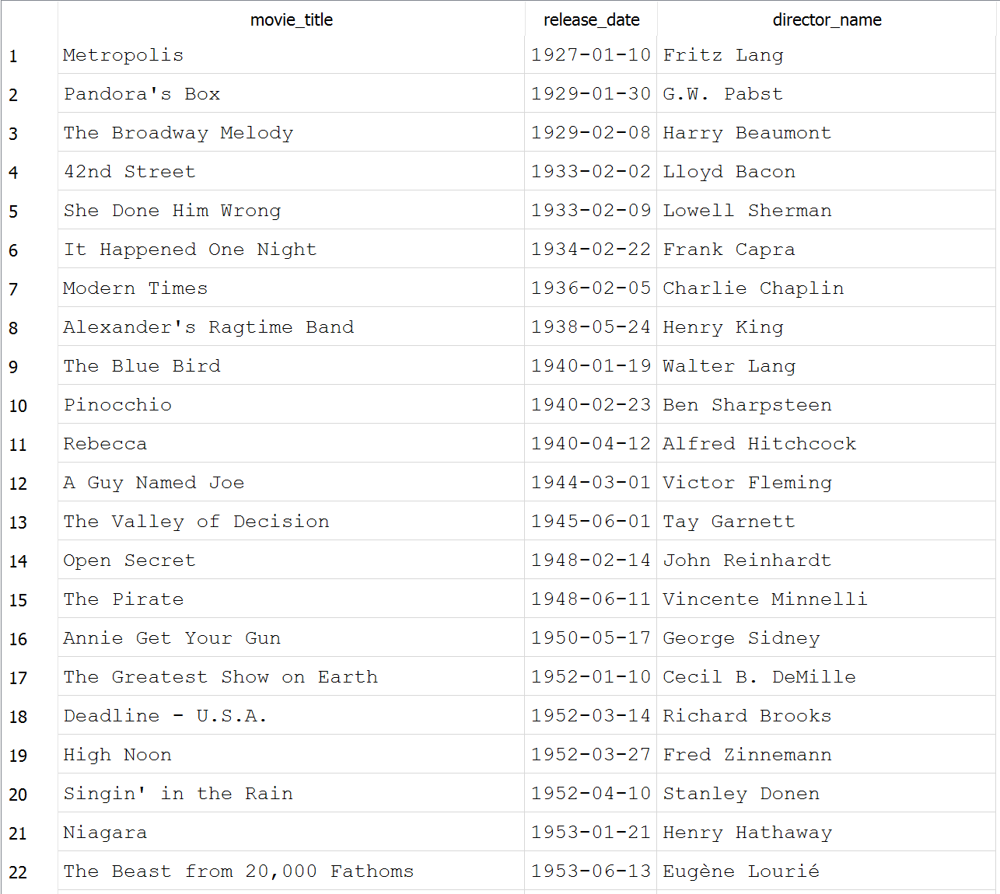 movie_title release_date director_name
1 Metropolis 1927-01-10 Fritz Lang
2 Pandora's Box 1929-01-30 G.W. Pabst
3 The Broadway Melody 1929-02-08 Harry Beaumont
4 42nd Street 1933-02-02 Lloyd Bacon
5 She Done Him Wrong 1933-02-09 Lowell Sherman
6 It Happened One Night 1934-02-22 Frank Capra
7 Modern Times 1936-02-05 Charlie Chaplin
8 Alexander's Ragtime Band 1938-05-24 Henry King
9 The Blue Bird 1940-01-19 Walter Lang
10 Pinocchio 1940-02-23 Ben Sharpsteen
11 Rebecca 1940-04-12 Alfred Hitchcock
12 A Guy Named Joe 1944-03-01 Victor Fleming
13 The Valley of Decision 1945-06-01 Tay Garnett
14 Open Secret 1948-02-14 John Reinhardt
15 The Pirate 1948-06-11 Vincente Minnelli
16 Annie Get Your Gun 1950-05-17 George Sidney
17 The Greatest Show on Earth 1952-01-10 Cecil B. DeMille
18 Deadline - U.S.A. 1952-03-14 Richard Brooks
19 High Noon 1952-03-27 Fred Zinnemann
20 Singin' in the Rain 1952-04-10 Stanley Donen
21 Niagara 1953-01-21 Henry Hathaway
22 The Beast from 20,000 Fathoms 1953-06-13 Eugène Lourié